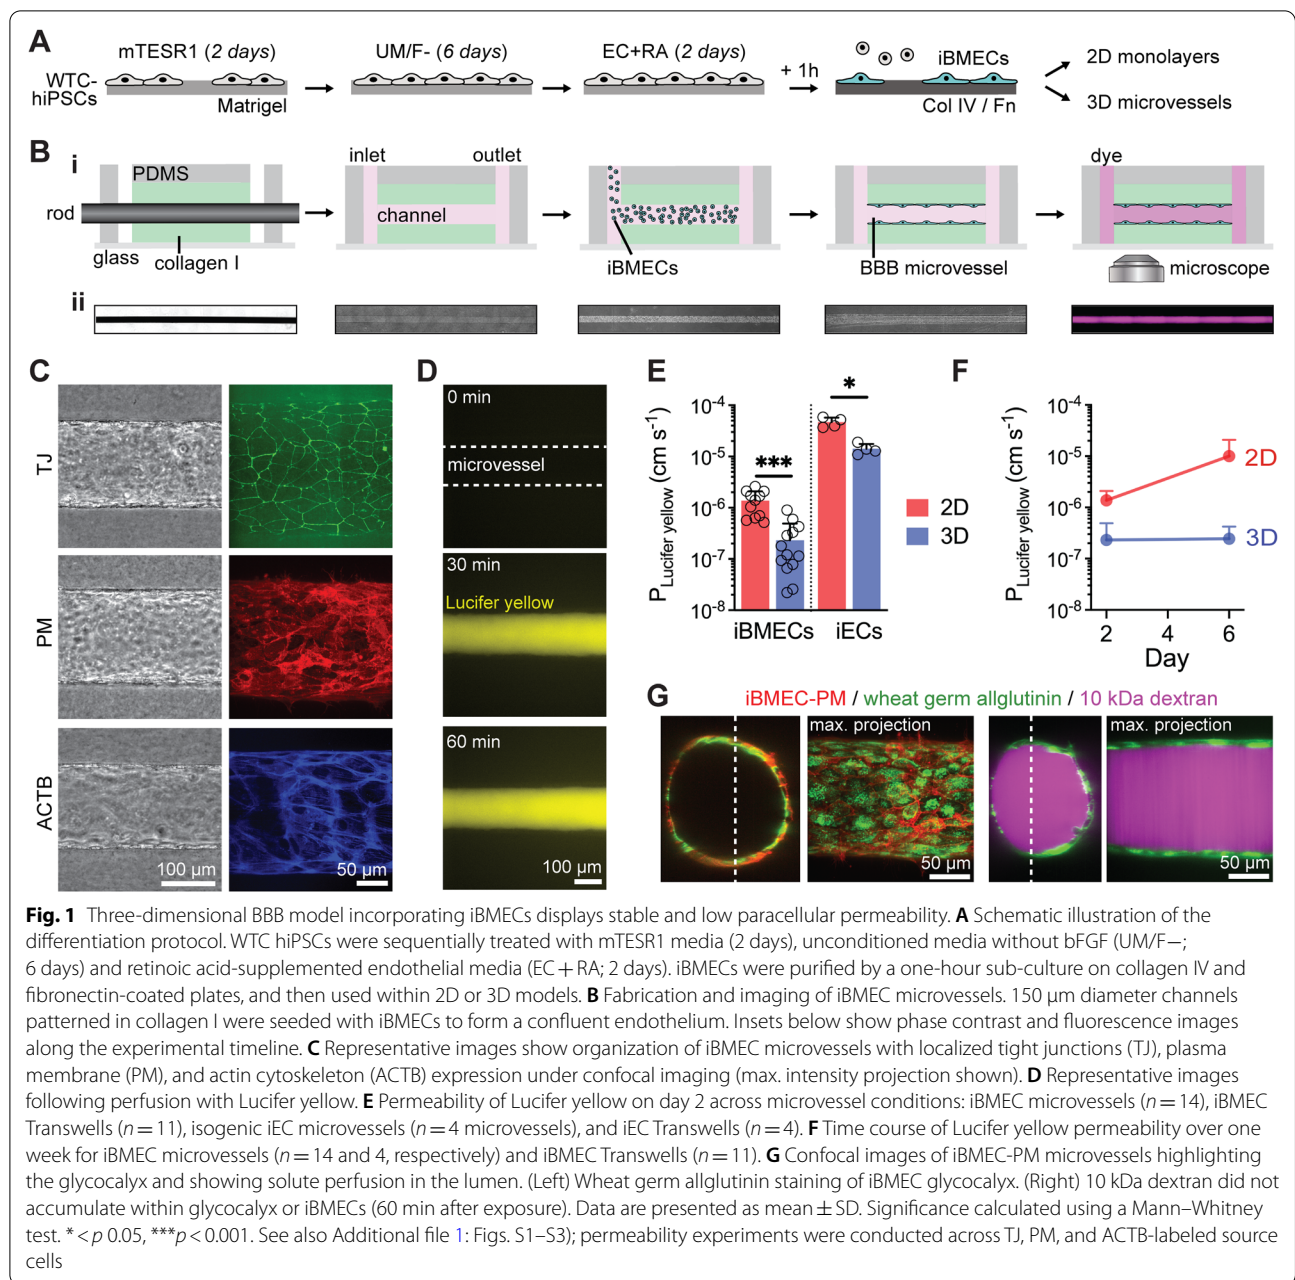 A
mTESR1 (2 days)
UM/F- (6 days)
EC+RA (2 days)
iBMECs
2D monolayers
+ 1h
WTC-
hiPSCs
Matrigel
Col IV / Fn
3D microvessels
B
i
PDMS
inlet
outlet
dye
rod
channel
glass
collagen I
iBMECs
BBB microvessel
microscope
ii
C
TJ
PM
ACTB
100 µm
50 µm
D
0 min
microvessel
30 min
Lucifer yellow
60 min
100 µm
E
P Lucifer yellow (cm s-1)
10-4
10-5
10-6
10-7
10-8
***
*
iBMECs
iECs
2D
3D
F
P Lucifer yellow (cm s-1)
10-4
10-5
10-6
10-7
10-8
2D
3D
2
4
6
Day
G
iBMEC-PM / wheat germ allglutinin / 10 kDa dextran
max. projection
50 µm
max. projection
50 µm
Fig. 1 Three-dimensional BBB model incorporating iBMECs displays stable and low paracellular permeability. A Schematic illustration of the
differentiation protocol. WTC hiPSCs were sequentially treated with mTESR1 media (2 days), unconditioned media without bFGF (UM/F−;
6 days) and retinoic acid-supplemented endothelial media (EC + RA; 2 days). iBMECs were purified by a one-hour sub-culture on collagen IV and
fibronectin-coated plates, and then used within 2D or 3D models. B Fabrication and imaging of iBMEC microvessels. 150 µm diameter channels
patterned in collagen I were seeded with iBMECs to form a confluent endothelium. Insets below show phase contrast and fluorescence images
along the experimental timeline. C Representative images show organization of iBMEC microvessels with localized tight junctions (TJ), plasma
membrane (PM), and actin cytoskeleton (ACTB) expression under confocal imaging (max. intensity projection shown). D Representative images
following perfusion with Lucifer yellow. E Permeability of Lucifer yellow on day 2 across microvessel conditions: iBMEC microvessels (n = 14), iBMEC
Transwells (n = 11), isogenic iEC microvessels (n = 4 microvessels), and iEC Transwells (n = 4). F Time course of Lucifer yellow permeability over one
week for iBMEC microvessels (n = 14 and 4, respectively) and iBMEC Transwells (n = 11). G Confocal images of iBMEC-PM microvessels highlighting
the glycocalyx and showing solute perfusion in the lumen. (Left) Wheat germ allglutinin staining of iBMEC glycocalyx. (Right) 10 kDa dextran did not
accumulate within glycocalyx or iBMECs (60 min after exposure). Data are presented as mean ± SD. Significance calculated using a Mann–Whitney
test. * < p 0.05, ***p < 0.001. See also Additional file 1: Figs. S1–S3); permeability experiments were conducted across TJ, PM, and ACTB-labeled source
cells